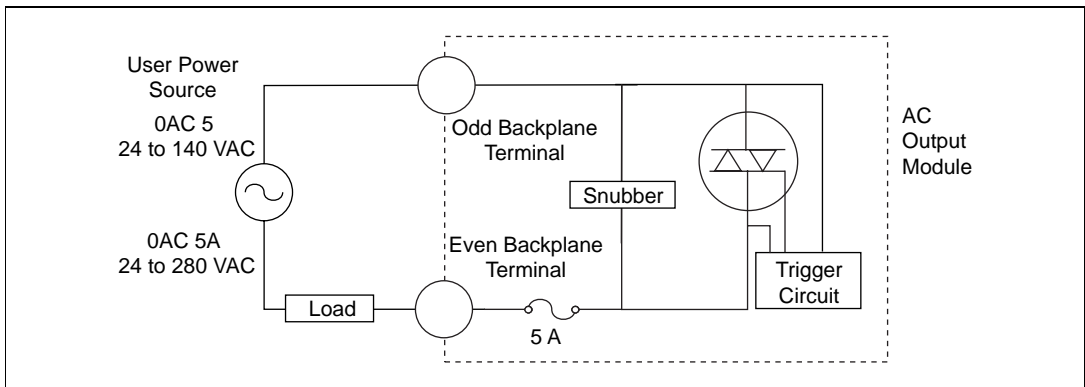 User Power
Source
0AC 5
24 to 140 VAC
0AC 5A
24 to 280 VAC
Load
Odd Backplane
Terminal
Snubber
Even Backplane
Terminal
5 A
Trigger
Circuit
AC
Output
Module